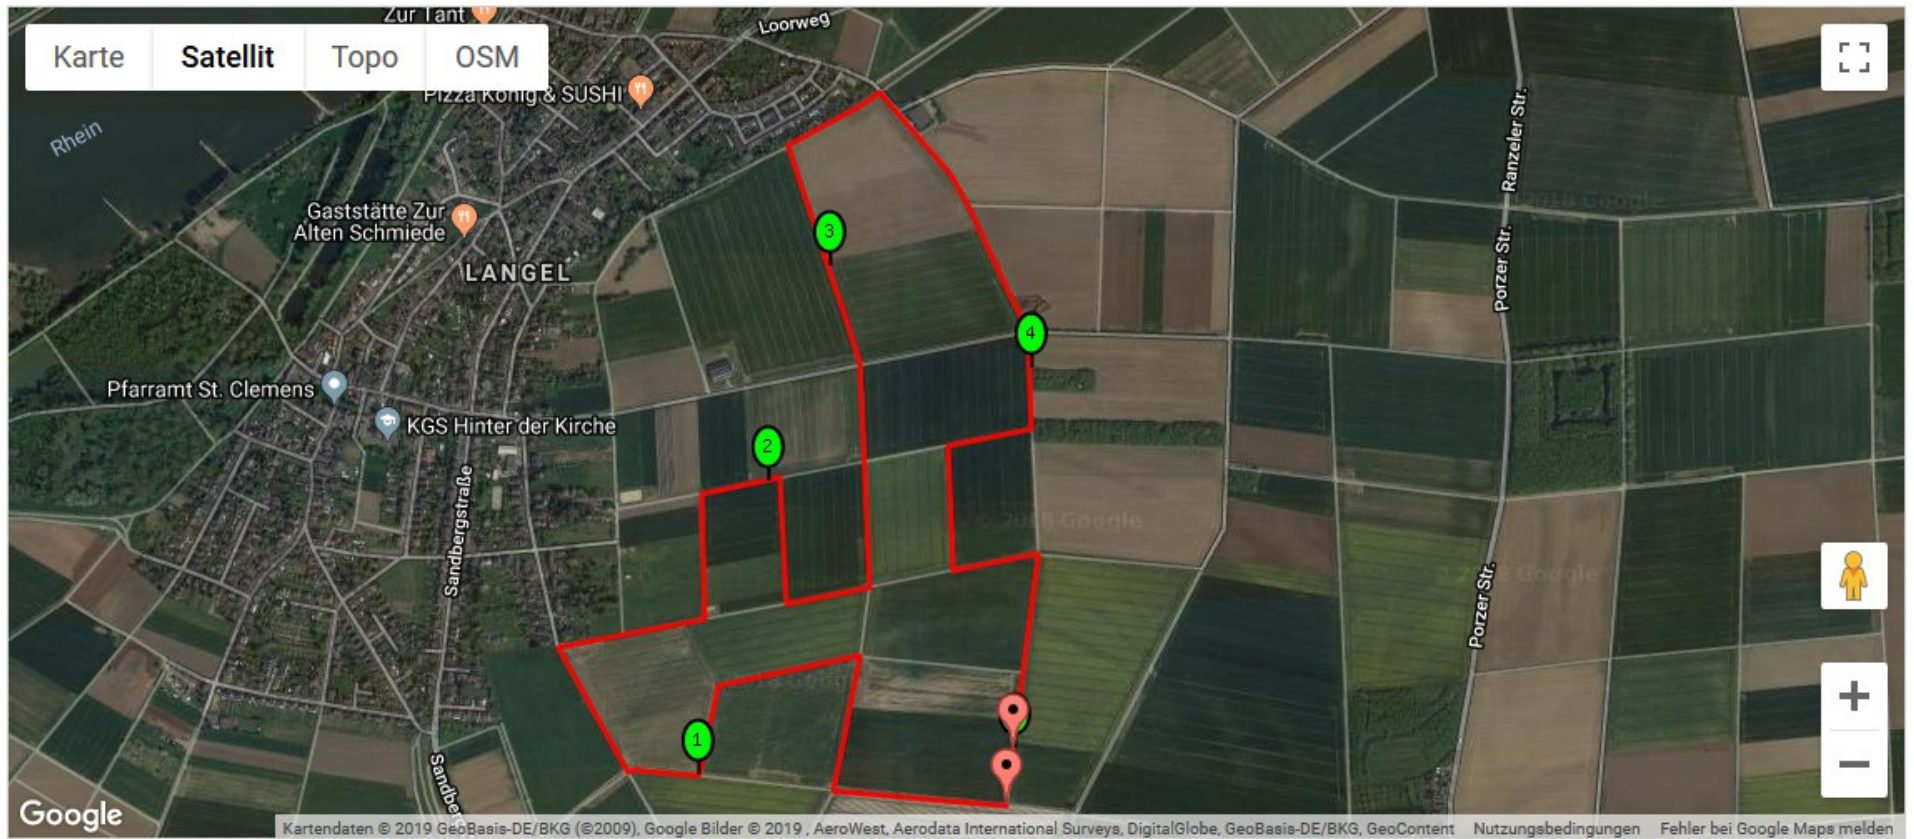 Zur Tant
Loorweg
Karte
Satellit
Topo
OSM
Pizza König & SUSHI
Rhein
Ranzeler Str.
Gaststätte Zur
Alten Schmiede
LANGEL
3
Porzer Str.
4
Pfarramt St. Clemens
KGS Hinter der Kirche
2
Sandbergstraße
Porzer Str.
1
Sandberg
Google
Kartendaten © 2019 GeoBasis-DE/BKG (©2009), Google Bilder © 2019 , AeroWest, Aerodata International Surveys, DigitalGlobe, GeoBasis-DE/BKG, GeoContent
Nutzungsbedingungen
Fehler bei Google Maps melden